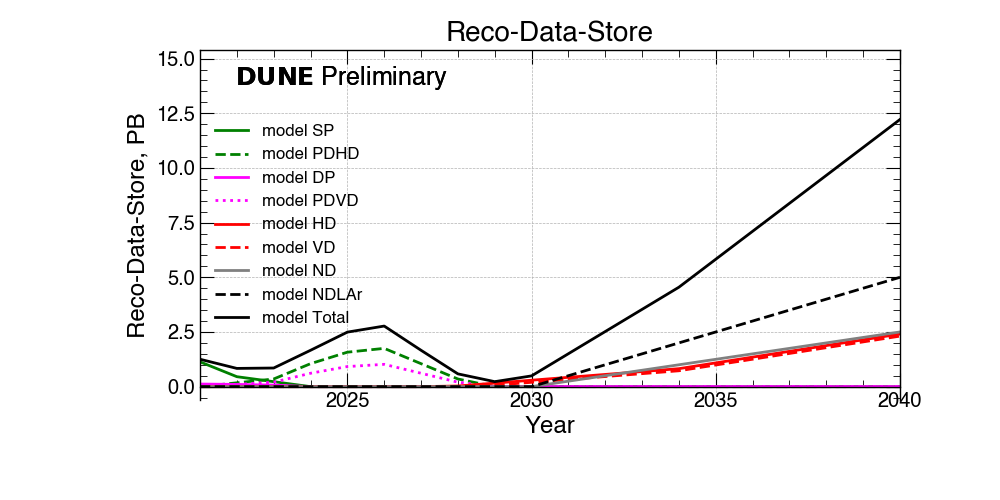 Reco-Data-Store
15.0
DUNE Preliminary
12.5
model SP
model PDHD
10.0
model DP
model PDVD
7.5
model HD
model VD
model ND
5.0
model NDLAr
model Total
2.5
0.0
Reco-Data-Store, PB
2025 2030 2035 2040
Year